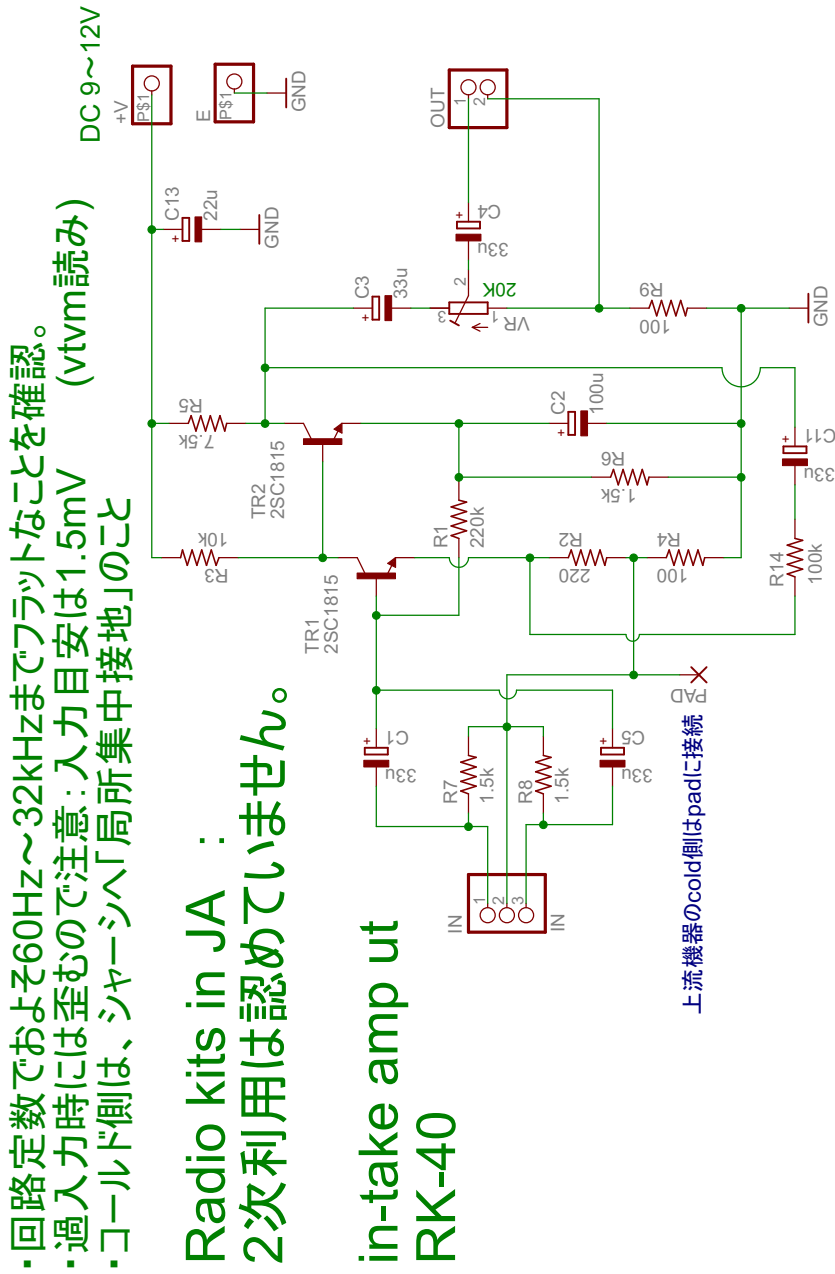 ・回路定数でおよそ60Hz～32kHzまでフラットなことを確認。
・過入力時には歪むので注意：入力目安は1.5mV (vtvm読み)
・コールド側は、シャーシへ「局所集中接地」のこと
Radio kits in JA :
2次利用は認めていません。
in-take amp ut
RK-40
DC 9～12V
+V
P$1
E
P$1
GND
C13
22u
GND
R5
7.5k
R3
10k
TR2
2SC1815
TR1
2SC1815
C3
33u
3
2
1
20K
VR
C4
33u
OUT
1
2
R9
100
GND
R1
220k
C2
100u
R6
1.5k
R2
220
R4
100
C11
33u
R14
100k
C1
33u
R7
1.5k
R8
1.5k
C5
33u
IN
1
2
3
IN
PAD
上流機器のcold側はpadに接続